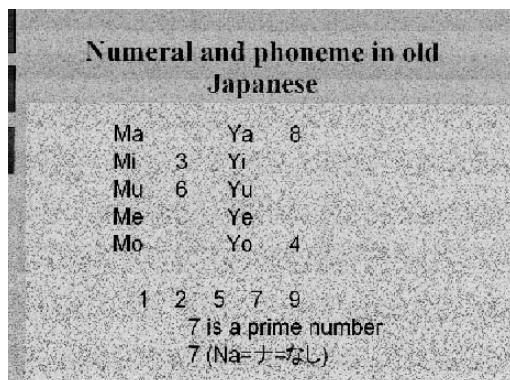 Numeral and phoneme in old
Japanese
Ma Ya 8
Mi 3 Yi
Mu 6 Yu
Me Ye
Mo Yo 4
1 2 5 7 9
7 is a prime number
7 (Na=ナ=なし)